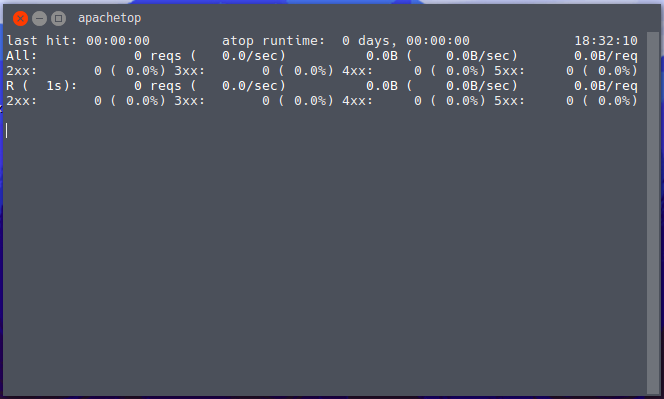 apachetop
last hit: 00:00:00         atop runtime:  0 days, 00:00:00             18:32:10
All:            0 reqs (   0.0/sec)          0.0B (    0.0B/sec)       0.0B/req
2xx:       0 ( 0.0%) 3xx:       0 ( 0.0%) 4xx:     0 ( 0.0%) 5xx:     0 ( 0.0%)
R (  1s):       0 reqs (   0.0/sec)          0.0B (    0.0B/sec)       0.0B/req
2xx:       0 ( 0.0%) 3xx:       0 ( 0.0%) 4xx:     0 ( 0.0%) 5xx:     0 ( 0.0%)